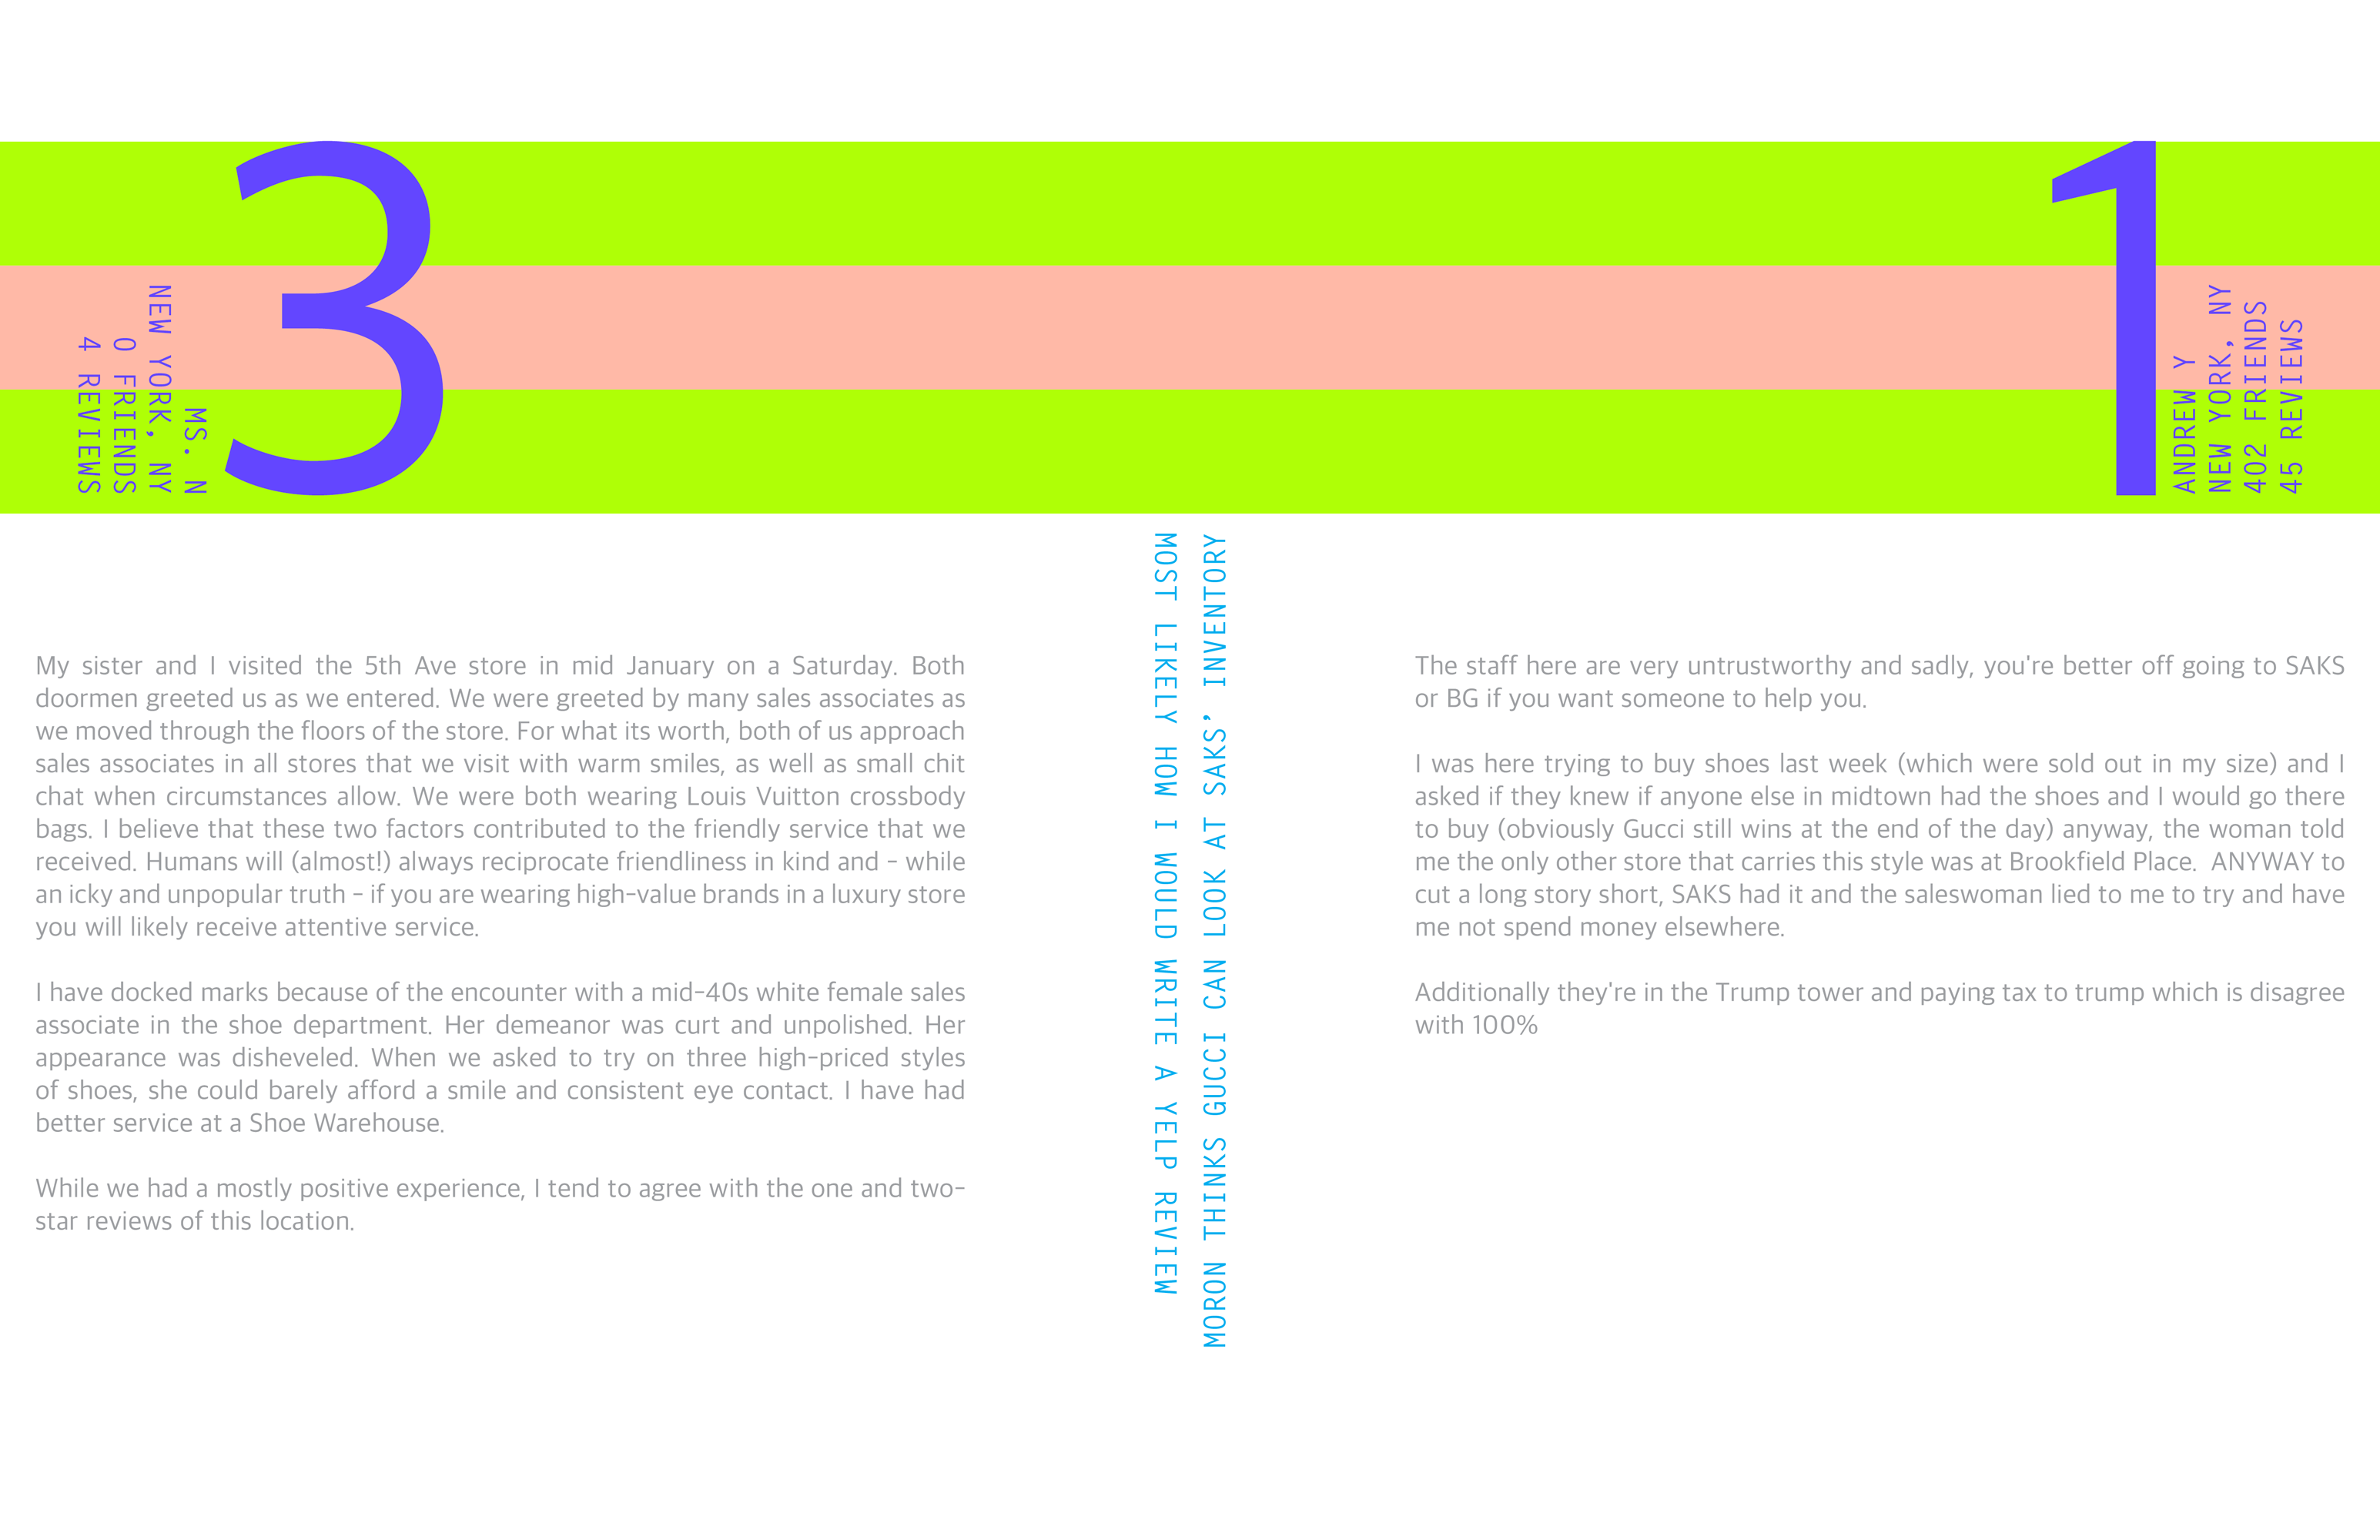 3
MS. N
NEW YORK, NY
0 FRIENDS
4 REVIEWS
My sister and I visited the 5th Ave store in mid January on a Saturday. Both
doormen greeted us as we entered. We were greeted by many sales associates as
we moved through the floors of the store. For what its worth, both of us approach
sales associates in all stores that we visit with warm smiles, as well as small chit
chat when circumstances allow. We were both wearing Louis Vuitton crossbody
bags. I believe that these two factors contributed to the friendly service that we
received. Humans will (almost!) always reciprocate friendliness in kind and - while
an icky and unpopular truth - if you are wearing high-value brands in a luxury store
you will likely receive attentive service.
I have docked marks because of the encounter with a mid-40s white female sales
associate in the shoe department. Her demeanor was curt and unpolished. Her
appearance was disheveled. When we asked to try on three high-priced styles
of shoes, she could barely afford a smile and consistent eye contact. I have had
better service at a Shoe Warehouse.
While we had a mostly positive experience, I tend to agree with the one and two-
star reviews of this location.
MOST LIKELY HOW I WOULD WRITE A YELP REVIEW
MORON THINKS GUCCI CAN LOOK AT SAKS' INVENTORY
1
ANDREW Y
NEW YORK, NY
402 FRIENDS
45 REVIEWS
The staff here are very untrustworthy and sadly, you're better off going to SAKS
or BG if you want someone to help you.
I was here trying to buy shoes last week (which were sold out in my size) and I
asked if they knew if anyone else in midtown had the shoes and I would go there
to buy (obviously Gucci still wins at the end of the day) anyway, the woman told
me the only other store that carries this style was at Brookfield Place.  ANYWAY to
cut a long story short, SAKS had it and the saleswoman lied to me to try and have
me not spend money elsewhere.
Additionally they're in the Trump tower and paying tax to trump which is disagree
with 100%